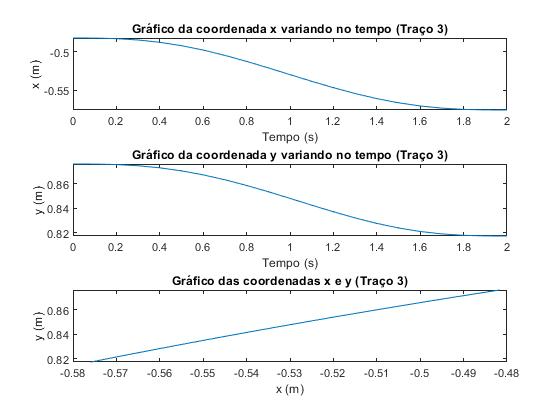 Gráfico da coordenada x variando no tempo (Traço 3)
-0.5
-0.55
x (m)
0 0.2 0.4 0.6 0.8 1 1.2 1.4 1.6 1.8 2
Tempo (s)
Gráfico da coordenada y variando no tempo (Traço 3)
0.86
0.84
0.82
y (m)
0 0.2 0.4 0.6 0.8 1 1.2 1.4 1.6 1.8 2
Tempo (s)
Gráfico das coordenadas x e y (Traço 3)
0.86
0.84
0.82
y (m)
-0.58 -0.57 -0.56 -0.55 -0.54 -0.53 -0.52 -0.51 -0.5 -0.49 -0.48
x (m)